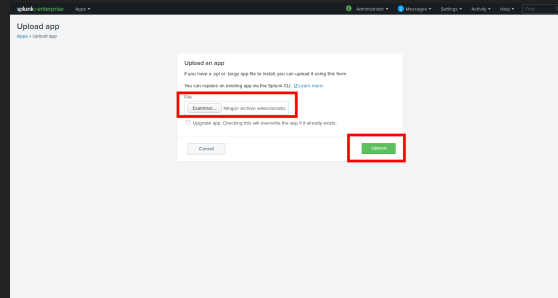 splunk>enterprise Apps ▾ Administrator ▾ 2 Messages ▾ Settings ▾ Activity ▾ Help ▾ Find
Upload app
Apps » Upload app
Upload an app
If you have a .spl or .tar.gz app file to install, you can upload it using this form.
You can replace an existing app via the Splunk CLI. Learn more.
File
Examinar... Ningún archivo seleccionado.
Upgrade app. Checking this will overwrite the app if it already exists.
Cancel Upload